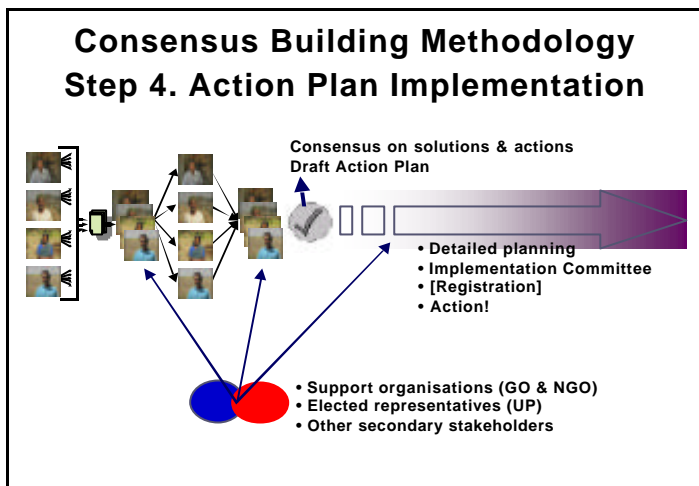 Consensus Building Methodology
Step 4. Action Plan Implementation
Consensus on solutions & actions
Draft Action Plan
• Detailed planning
• Implementation Committee
• [Registration]
• Action!
• Support organisations (GO & NGO)
• Elected representatives (UP)
• Other secondary stakeholders